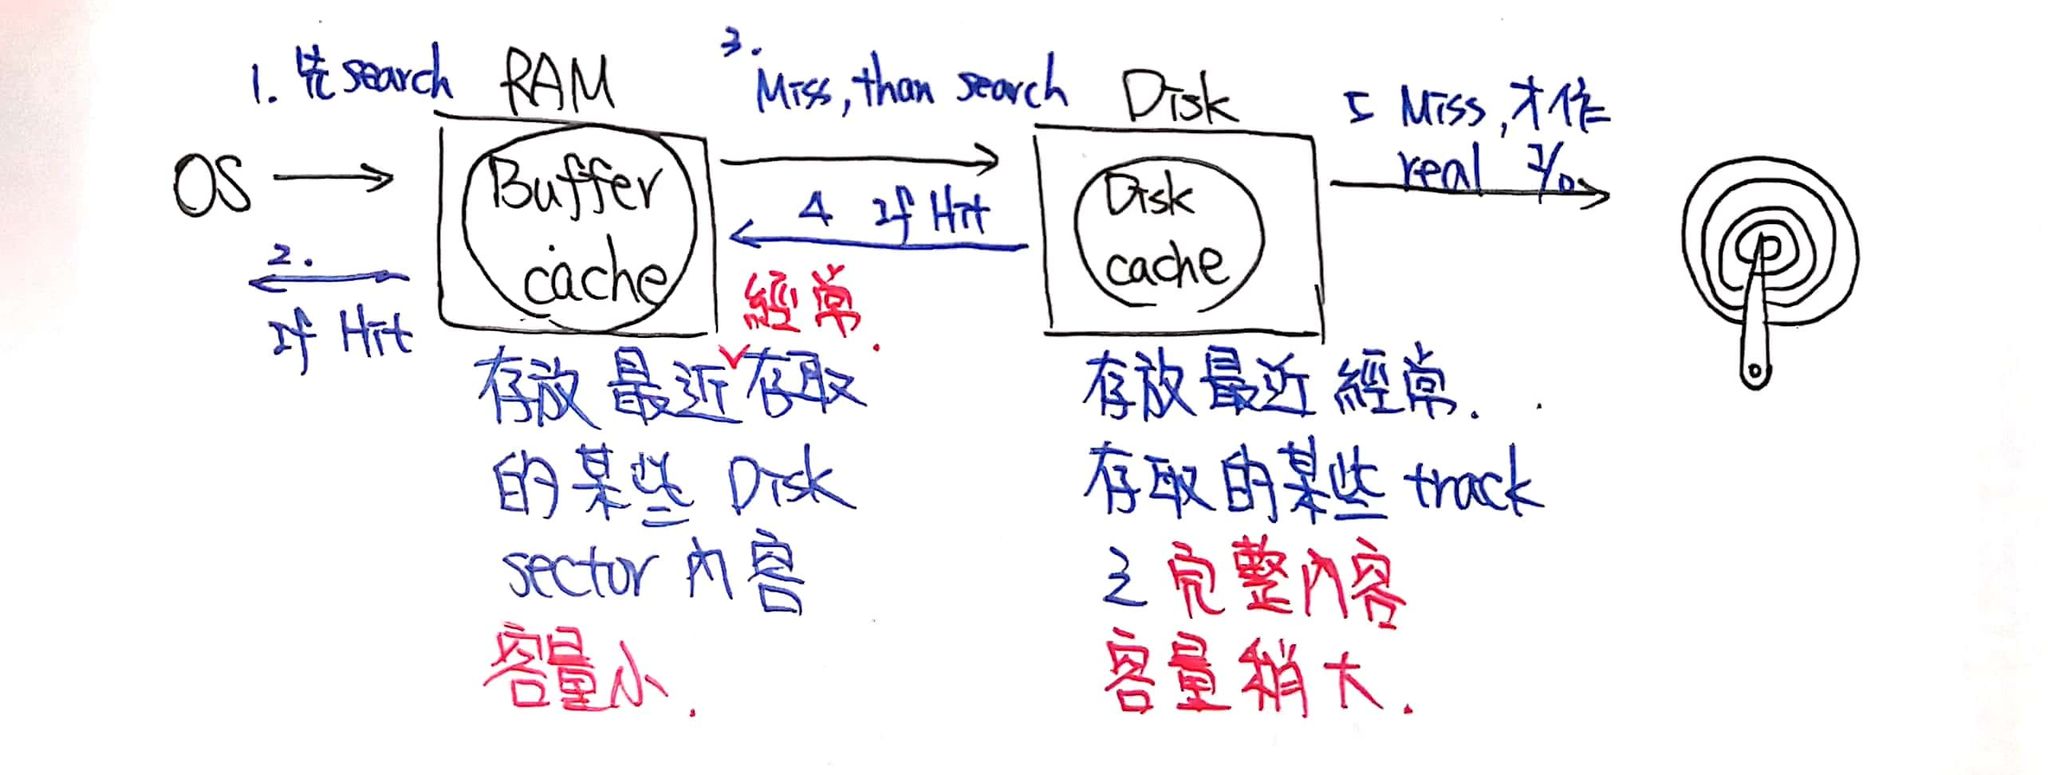 1. 先search
RAM
3.
Miss, than search
Disk
5 Miss, 才作
real I/O
OS
Buffer
cache
4 If Hit
Disk
cache
2.
If Hit
經常.
存放最近存取
的某些 Disk
sector 內容
容量小.
存放最近經常.
存取的某些 track
之完整內容
容量稍大.